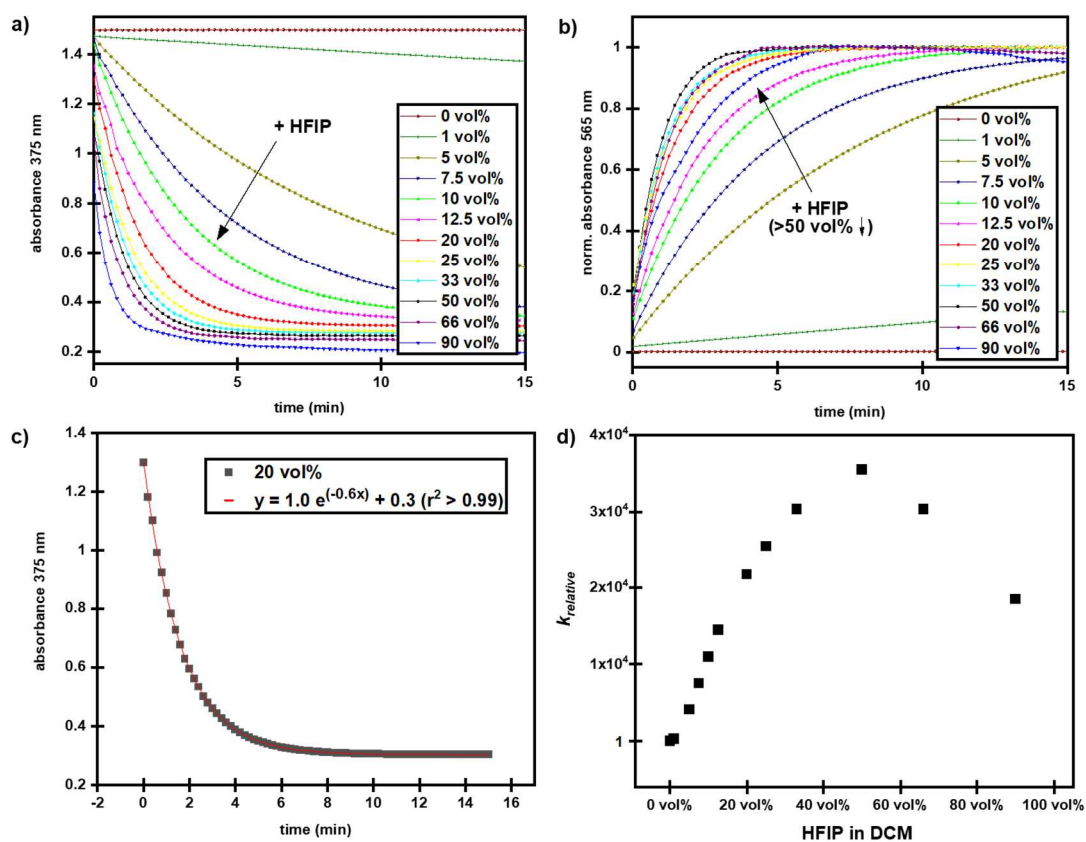 a)
absorbance 375 nm
1.4
1.2
1.0
0.8
0.6
0.4
0.2
+ HFIP
0 vol%
1 vol%
5 vol%
7.5 vol%
10 vol%
12.5 vol%
20 vol%
25 vol%
33 vol%
50 vol%
66 vol%
90 vol%
0
5
10
15
time (min)
b)
norm. absorbance 565 nm
1
0.8
0.6
0.4
0.2
0
+ HFIP
(>50 vol% ↓)
0 vol%
1 vol%
5 vol%
7.5 vol%
10 vol%
12.5 vol%
20 vol%
25 vol%
33 vol%
50 vol%
66 vol%
90 vol%
0
5
10
15
time (min)
c)
absorbance 375 nm
1.4
1.2
1
0.8
0.6
0.4
0.2
20 vol%
y = 1.0 e(-0.6x) + 0.3 (r2 > 0.99)
-2
0
2
4
6
8
10
12
14
16
time (min)
d)
krelative
4x10⁴
3x10⁴
2x10⁴
1x10⁴
1
0 vol%
20 vol%
40 vol%
60 vol%
80 vol%
100 vol%
HFIP in DCM